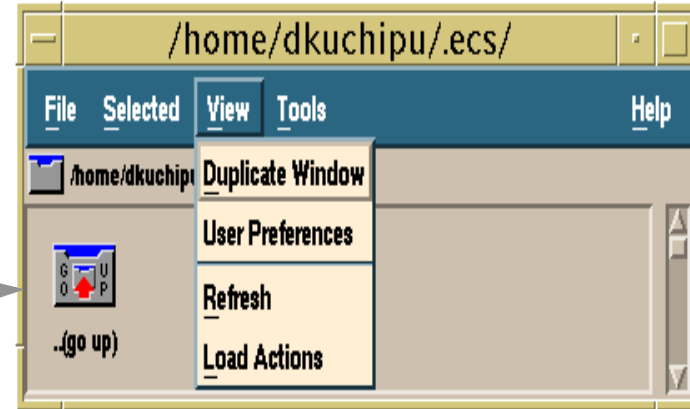 /home/dkuchipu/.ecs/
File Selected View Tools Help
/home/dkuchipu
Duplicate Window
User Preferences
Refresh
Load Actions
GO UP
..(go up)